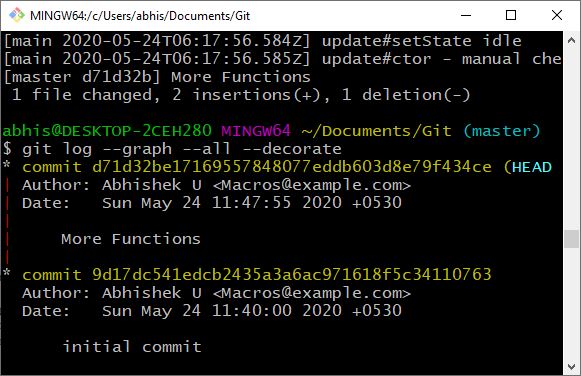 MINGW64:/c/Users/abhis/Documents/Git
[main 2020-05-24T06:17:56.584Z] update#setState idle
[main 2020-05-24T06:17:56.585Z] update#ctor - manual che
[master d71d32b] More Functions
1 file changed, 2 insertions(+), 1 deletion(-)
abhis@DESKTOP-2CEH280 MINGW64 ~/Documents/Git (master)
$ git log --graph --all --decorate
* commit d71d32be17169557848077eddb603d8e79f434ce (HEAD
| Author: Abhishek U <Macros@example.com>
| Date:   Sun May 24 11:47:55 2020 +0530
|
|     More Functions
|
* commit 9d17dc541edcb2435a3a6ac971618f5c34110763
Author: Abhishek U <Macros@example.com>
Date:   Sun May 24 11:40:00 2020 +0530
initial commit